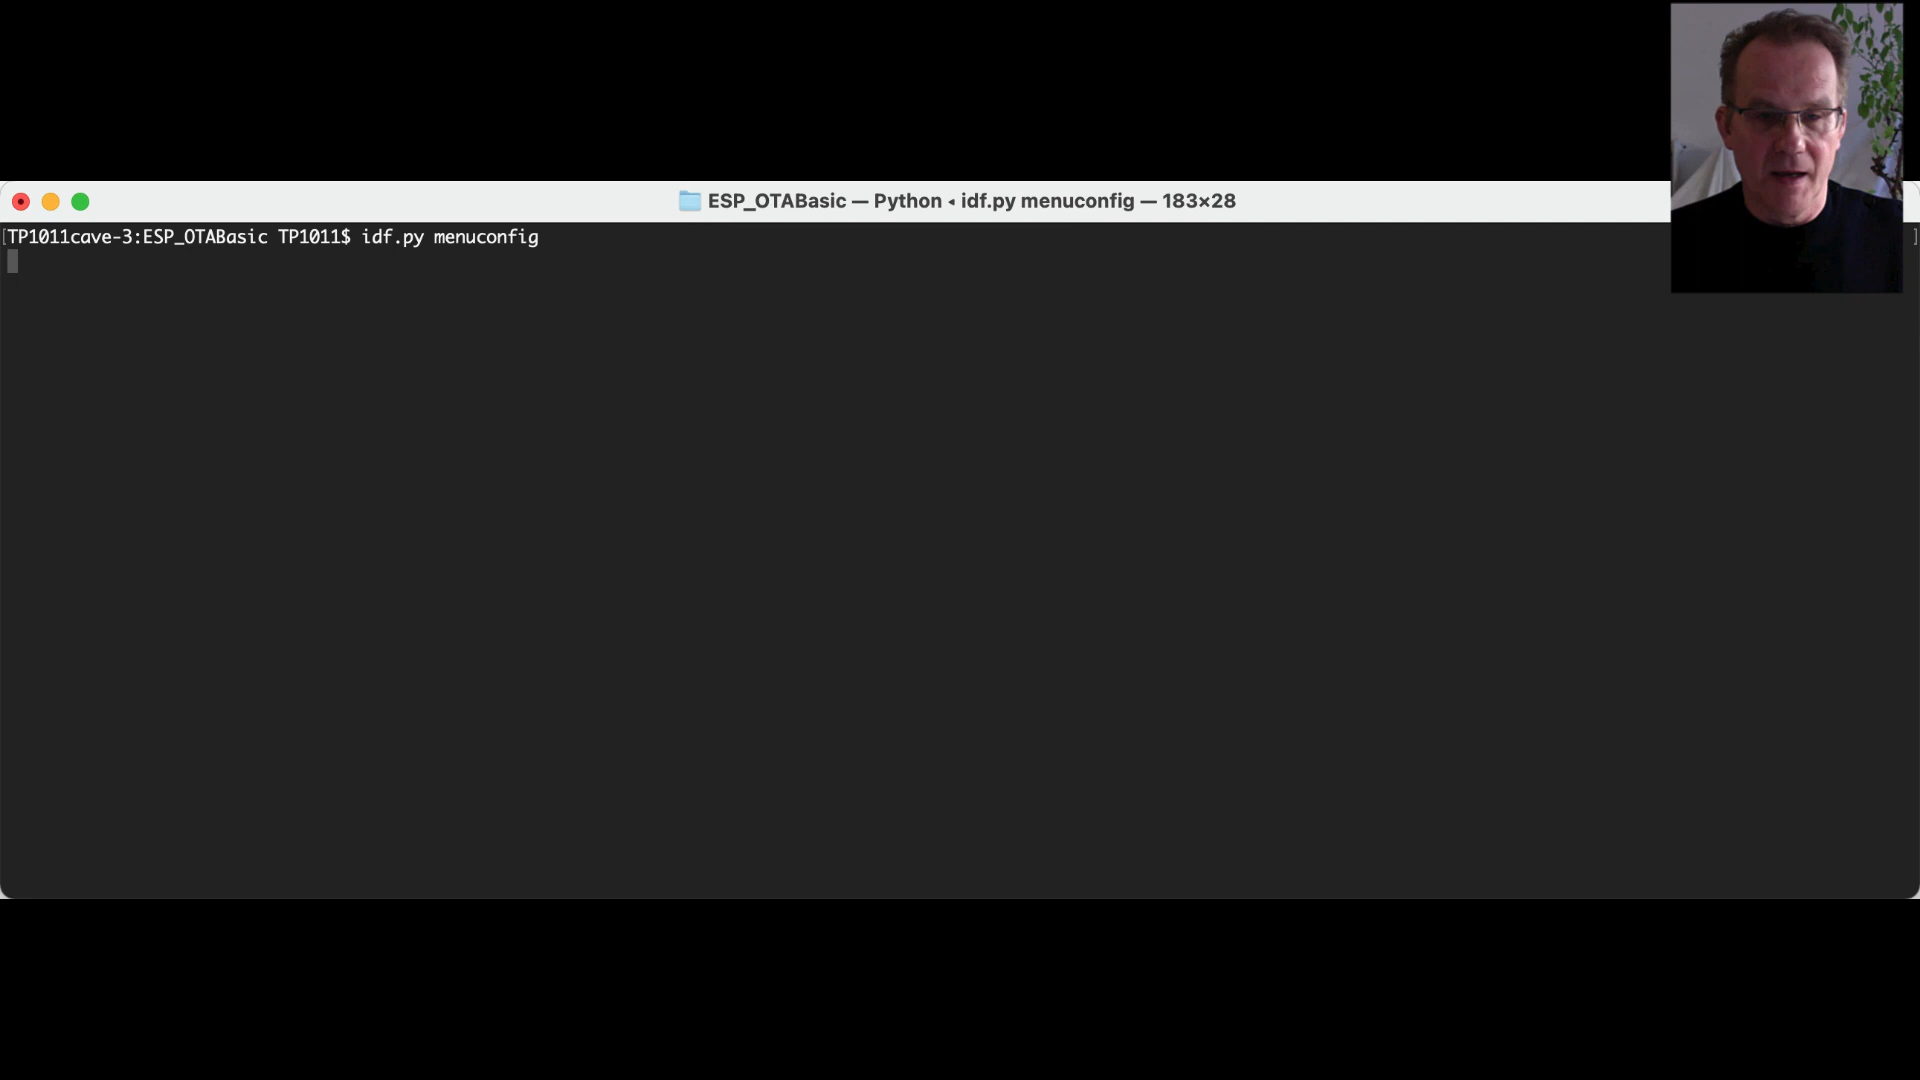 ESP_OTABasic — Python ◂ idf.py menuconfig — 183×28
[TP1011cave-3:ESP_OTABasic TP1011$ idf.py menuconfig ]